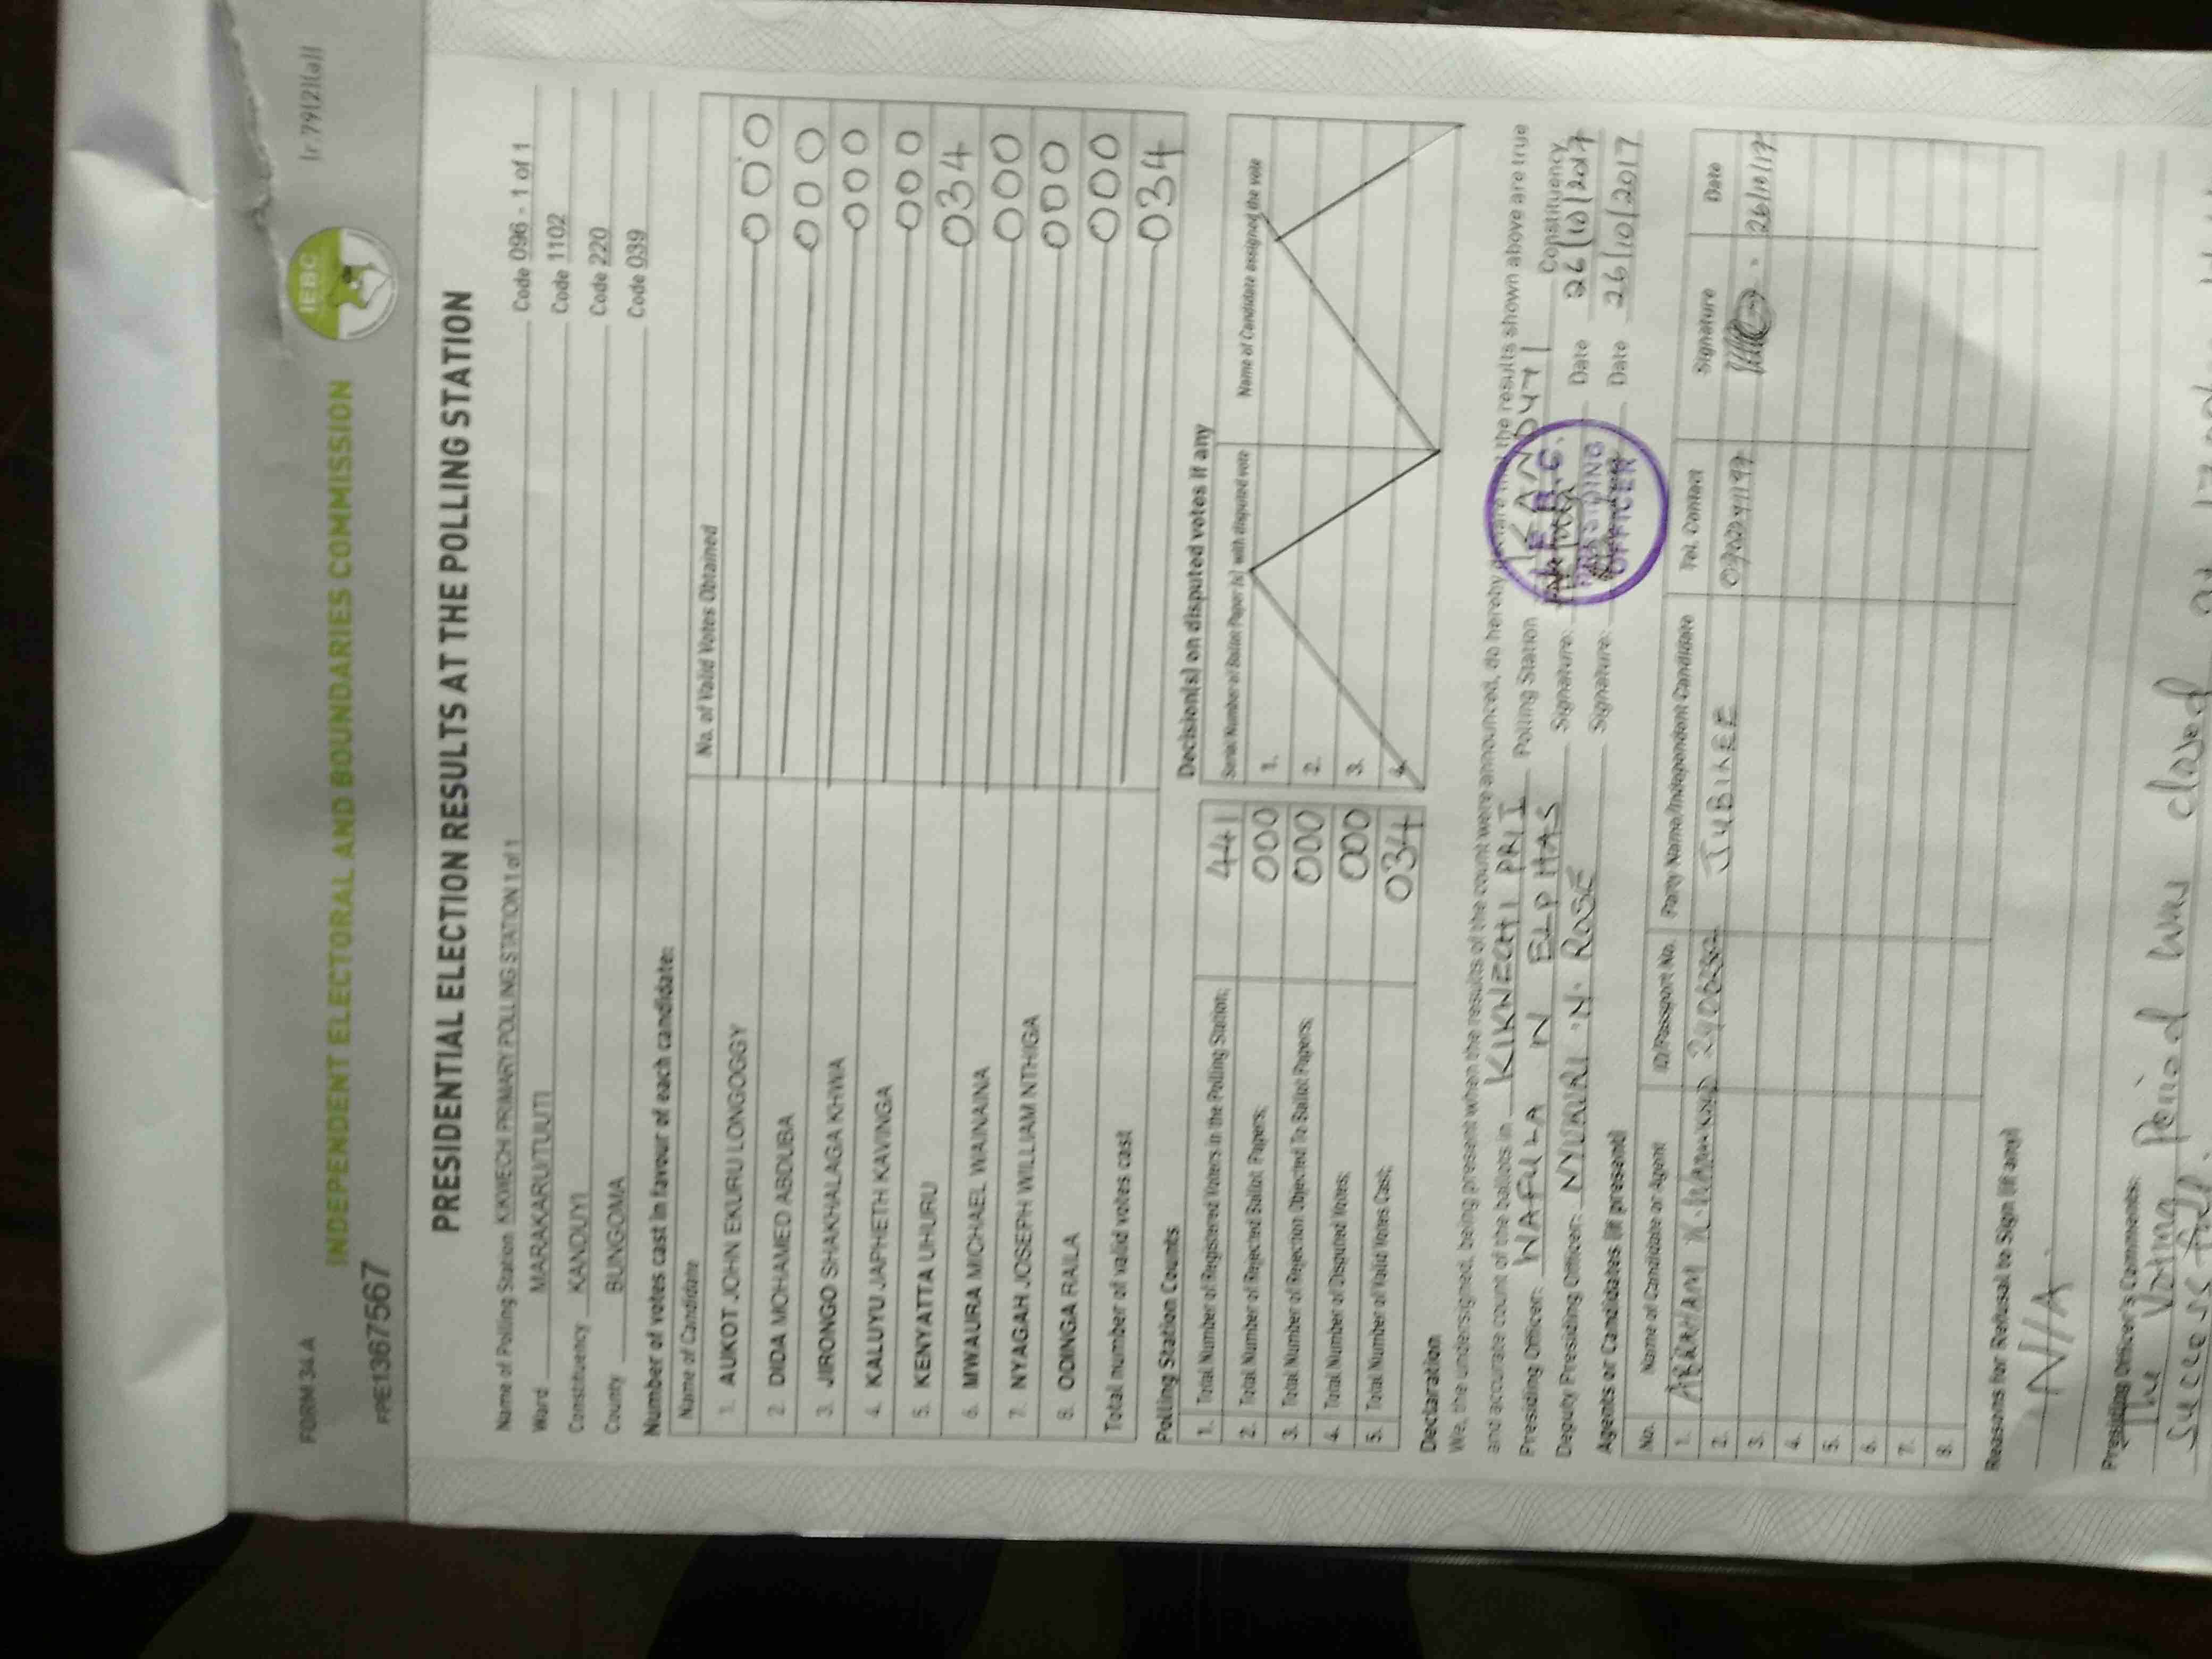 FORM 34A
Ir.79(2)(a)]
INDEPENDENT ELECTORAL AND BOUNDARIES COMMISSION
IEBC
FPE1367567
PRESIDENTIAL ELECTION RESULTS AT THE POLLING STATION
Name of Polling Station KIKWECHI PRIMARY POLLING STATION 1 of 1 Code 096 - 1 of 1
Ward MARAKARU/TUUTI Code 1102
Constituency KANDUYI Code 220
County BUNGOMA Code 039
Number of votes cast in favour of each candidate:
Name of Candidate No. of Valid Votes Obtained
1. AUKOT JOHN EKURU LONGOGGY 000
2. DIDA MOHAMED ABDUBA 000
3. JIRONGO SHAKHALAGA KHWA 000
4. KALUYU JAPHETH KAVINGA 000
5. KENYATTA UHURU 034
6. MWAURA MICHAEL WAINAINA 000
7. NYAGAH JOSEPH WILLIAM NTHIGA 000
8. ODINGA RAILA 000
Total number of valid votes cast 034
Polling Station Counts
1. Total Number of Registered Voters in the Polling Station: 441
2. Total Number of Rejected Ballot Papers: 000
3. Total Number of Rejection Objected To Ballot Papers: 000
4. Total Number of Disputed Votes: 000
5. Total Number of Valid Votes Cast: 034
Decision(s) on disputed votes if any
Serial Number of Ballot Paper (s) with disputed vote Name of Candidate assigned the vote
1.
2.
3.
4.
Declaration
We, the undersigned, being present when the results of the count were announced, do hereby declare that the results shown above are true
and accurate count of the ballots in KIKWECHI PRI Polling Station KANDUYI Constituency
Presiding Officer: WAFULA N ELPHAS Signature: Date 26/10/2017
Deputy Presiding Officer: NYUKURI N. ROSE Signature: Date 26/10/2017
I.E.B.C.
PRESIDING
OFFICER
Agents or Candidates (if present)
No. Name of Candidate or Agent ID/Passport No. Party Name/Independent Candidate Tel. Contact Signature Date
1. ABRAHAM JUBILEE 26/10/17
2.
3.
4.
5.
6.
7.
8.
Reasons for Refusal to Sign (if any)
N/A.
Presiding Officer's Comments:
The Voting Period was closed at
Successfully.